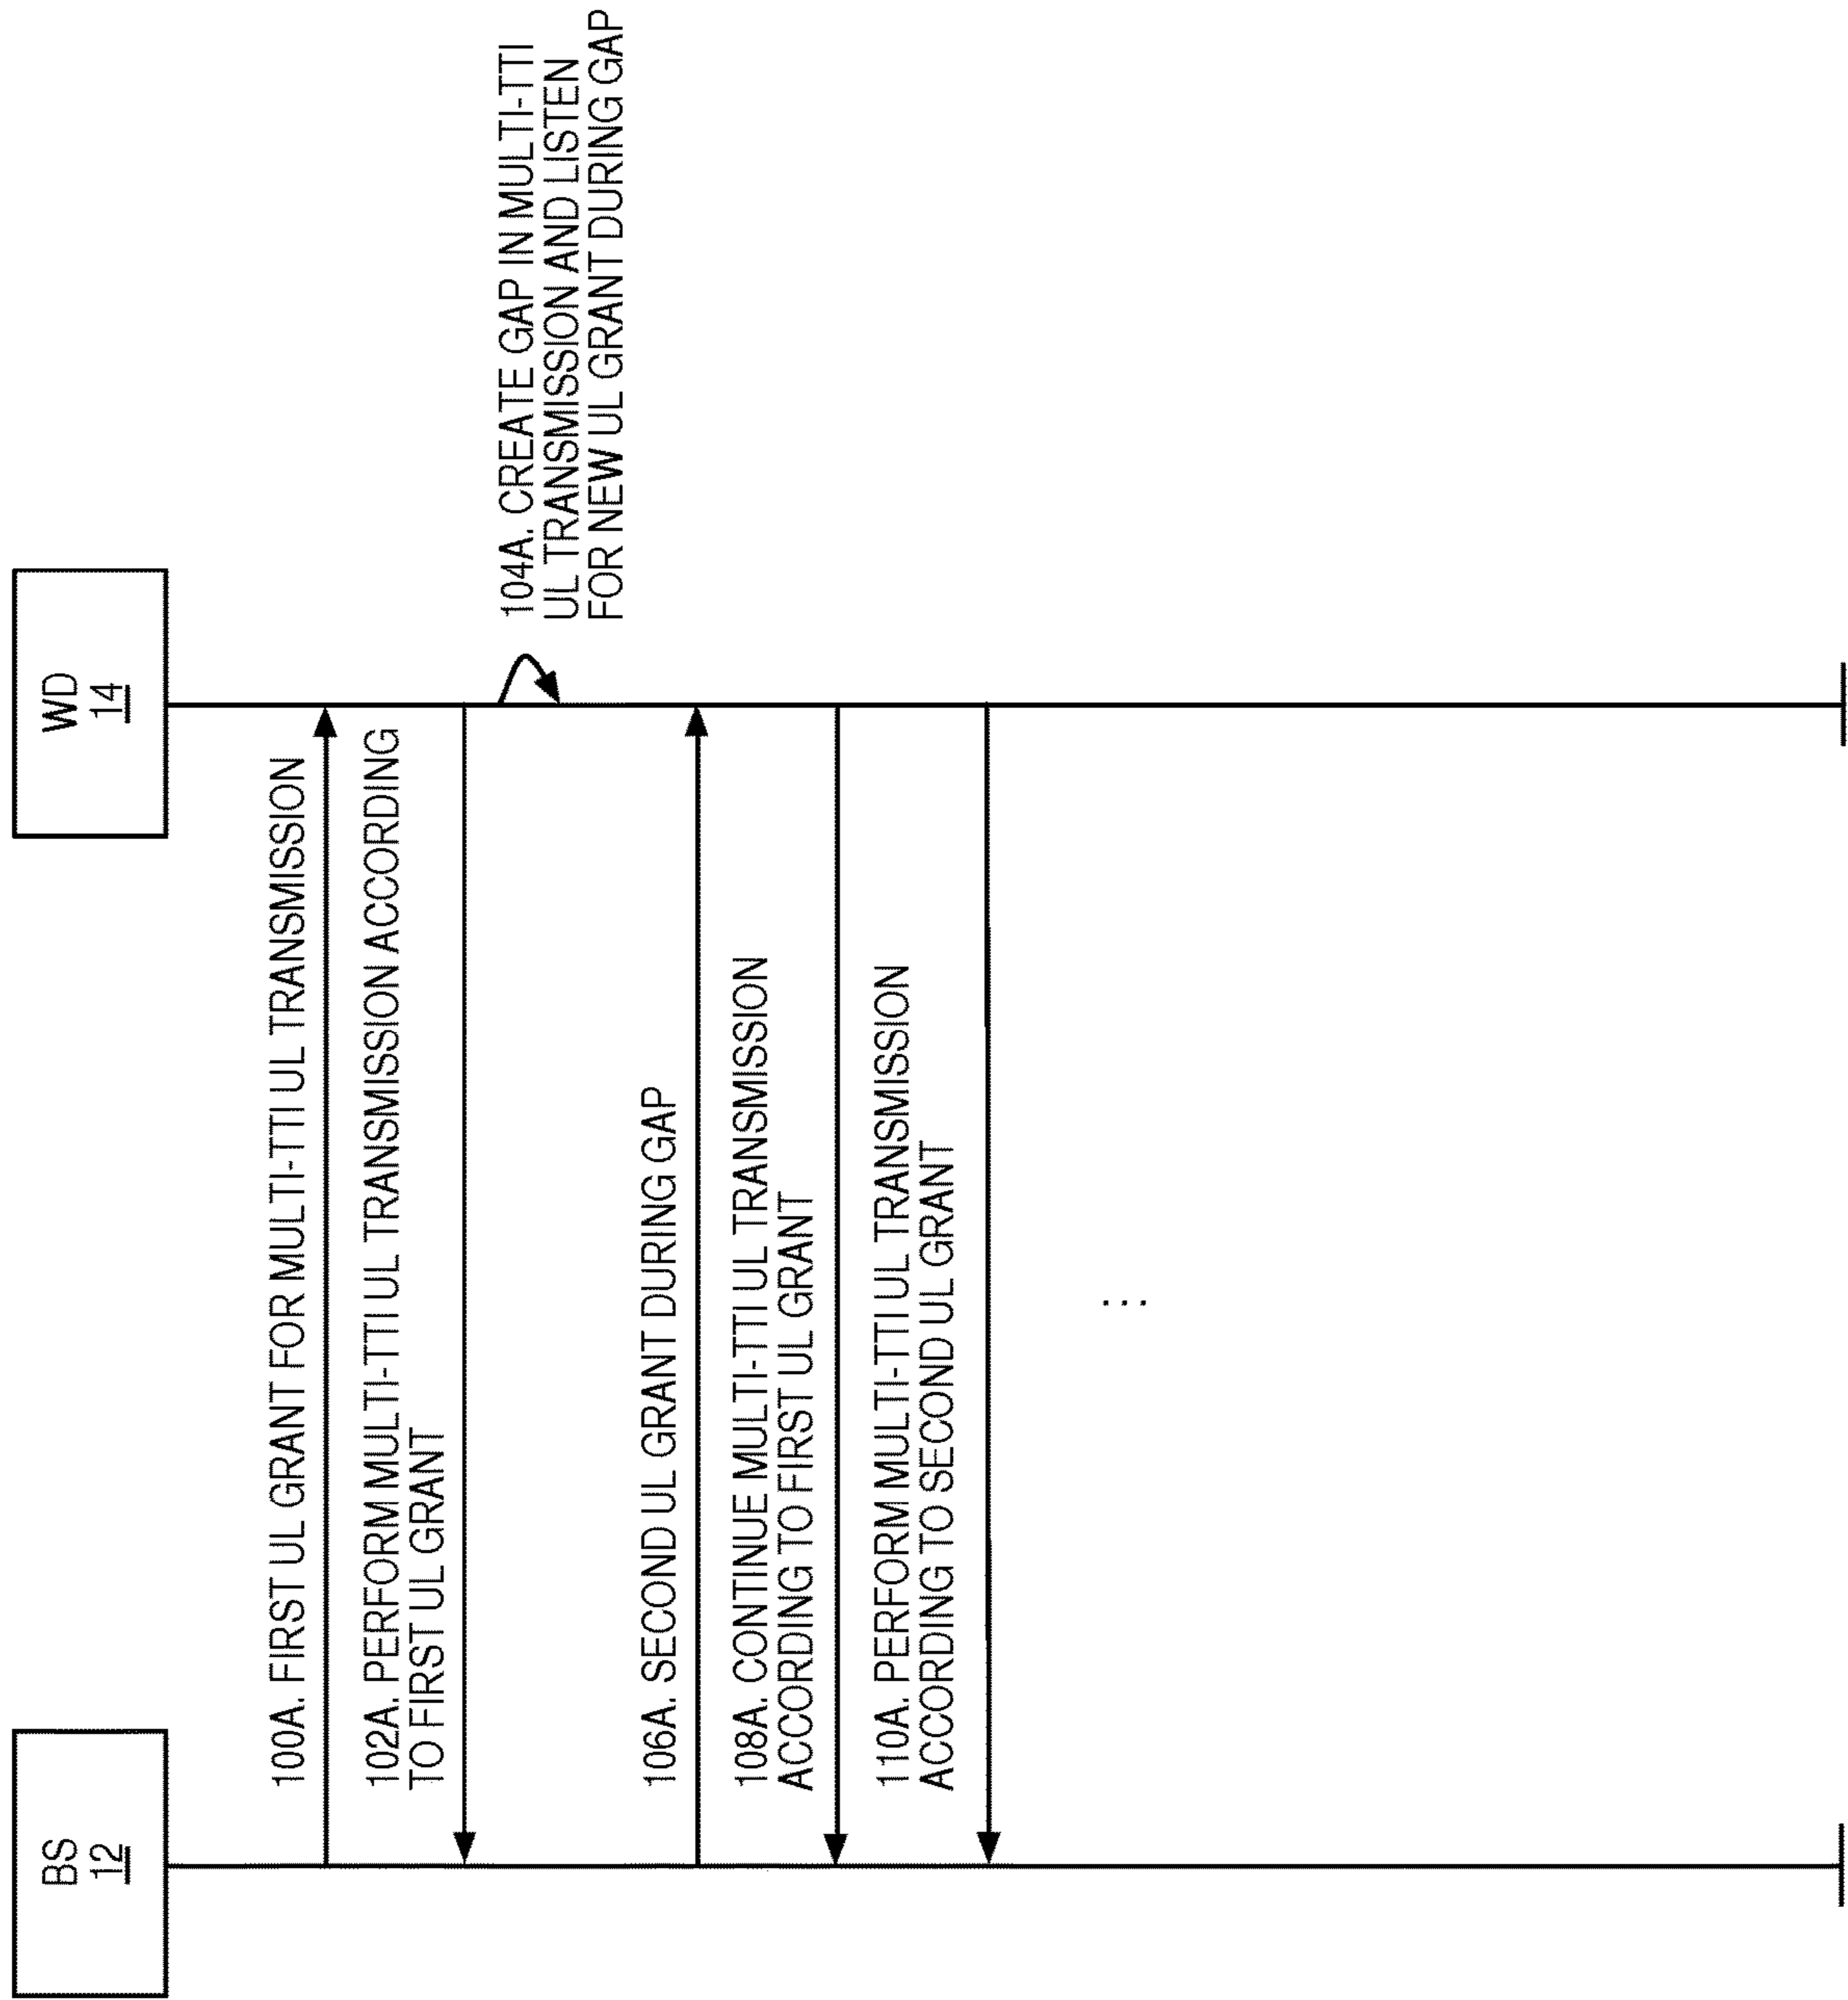 BS
12
WD
14
100A. FIRST UL GRANT FOR MULTI-TTI UL TRANSMISSION
102A. PERFORM MULTI-TTI UL TRANSMISSION ACCORDING
TO FIRST UL GRANT
104A. CREATE GAP IN MULTI-TTI
UL TRANSMISSION AND LISTEN
FOR NEW UL GRANT DURING GAP
106A. SECOND UL GRANT DURING GAP
108A. CONTINUE MULTI-TTI UL TRANSMISSION
ACCORDING TO FIRST UL GRANT
110A. PERFORM MULTI-TTI UL TRANSMISSION
ACCORDING TO SECOND UL GRANT
...